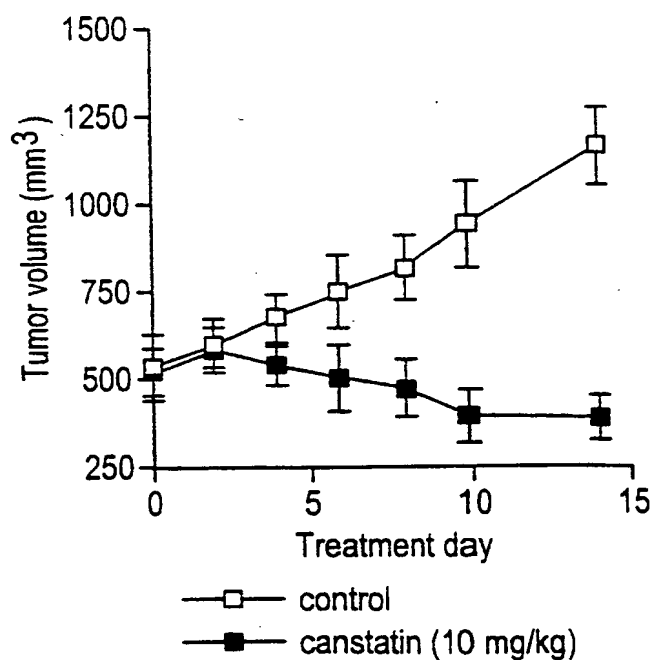 1500
1250
1000
750
500
250
Tumor volume (mm3)
0 5 10 15
Treatment day
control
canstatin (10 mg/kg)